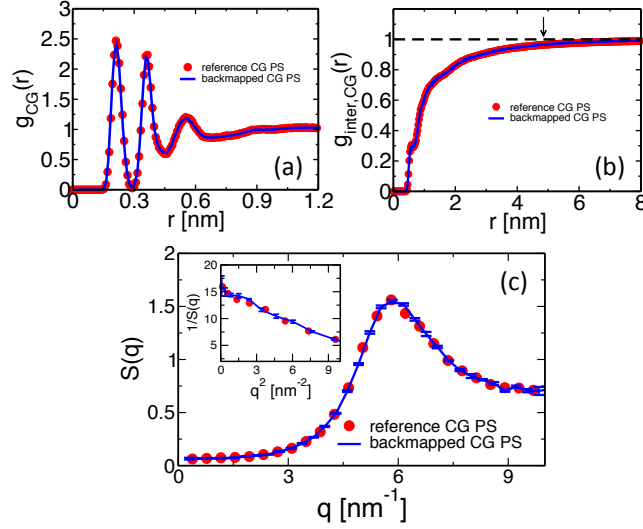 2.5
2
1.5
1
0.5
0
g_CG(r)
reference CG PS
backmapped CG PS
(a)
0 0.3 0.6 0.9 1.2
r [nm]
1
0.8
0.6
0.4
0.2
0
g_inter,CG(r)
reference CG PS
backmapped CG PS
(b)
0 2 4 6 8
r [nm]
2
1.5
1
0.5
0
S(q)
(c)
20
15
10
5
1/S(q)
0 3 6 9
q² [nm⁻²]
reference CG PS
backmapped CG PS
0 3 6 9
q [nm⁻¹]